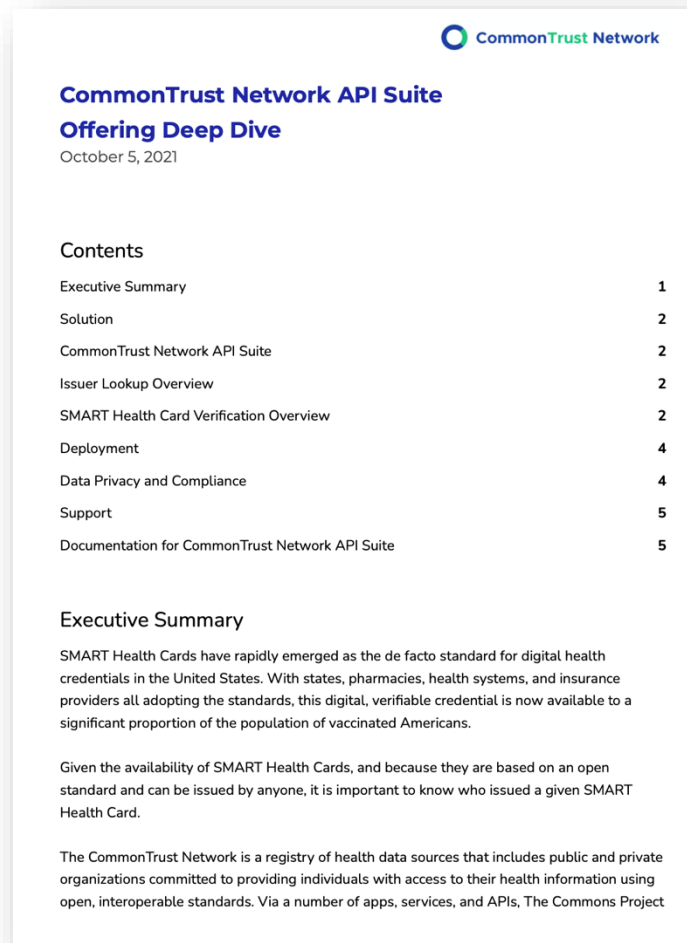 CommonTrust Network
CommonTrust Network API Suite
Offering Deep Dive
October 5, 2021
Contents
Executive Summary 1
Solution 2
CommonTrust Network API Suite 2
Issuer Lookup Overview 2
SMART Health Card Verification Overview 2
Deployment 4
Data Privacy and Compliance 4
Support 5
Documentation for CommonTrust Network API Suite 5
Executive Summary
SMART Health Cards have rapidly emerged as the de facto standard for digital health
credentials in the United States. With states, pharmacies, health systems, and insurance
providers all adopting the standards, this digital, verifiable credential is now available to a
significant proportion of the population of vaccinated Americans.
Given the availability of SMART Health Cards, and because they are based on an open
standard and can be issued by anyone, it is important to know who issued a given SMART
Health Card.
The CommonTrust Network is a registry of health data sources that includes public and private
organizations committed to providing individuals with access to their health information using
open, interoperable standards. Via a number of apps, services, and APIs, The Commons Project